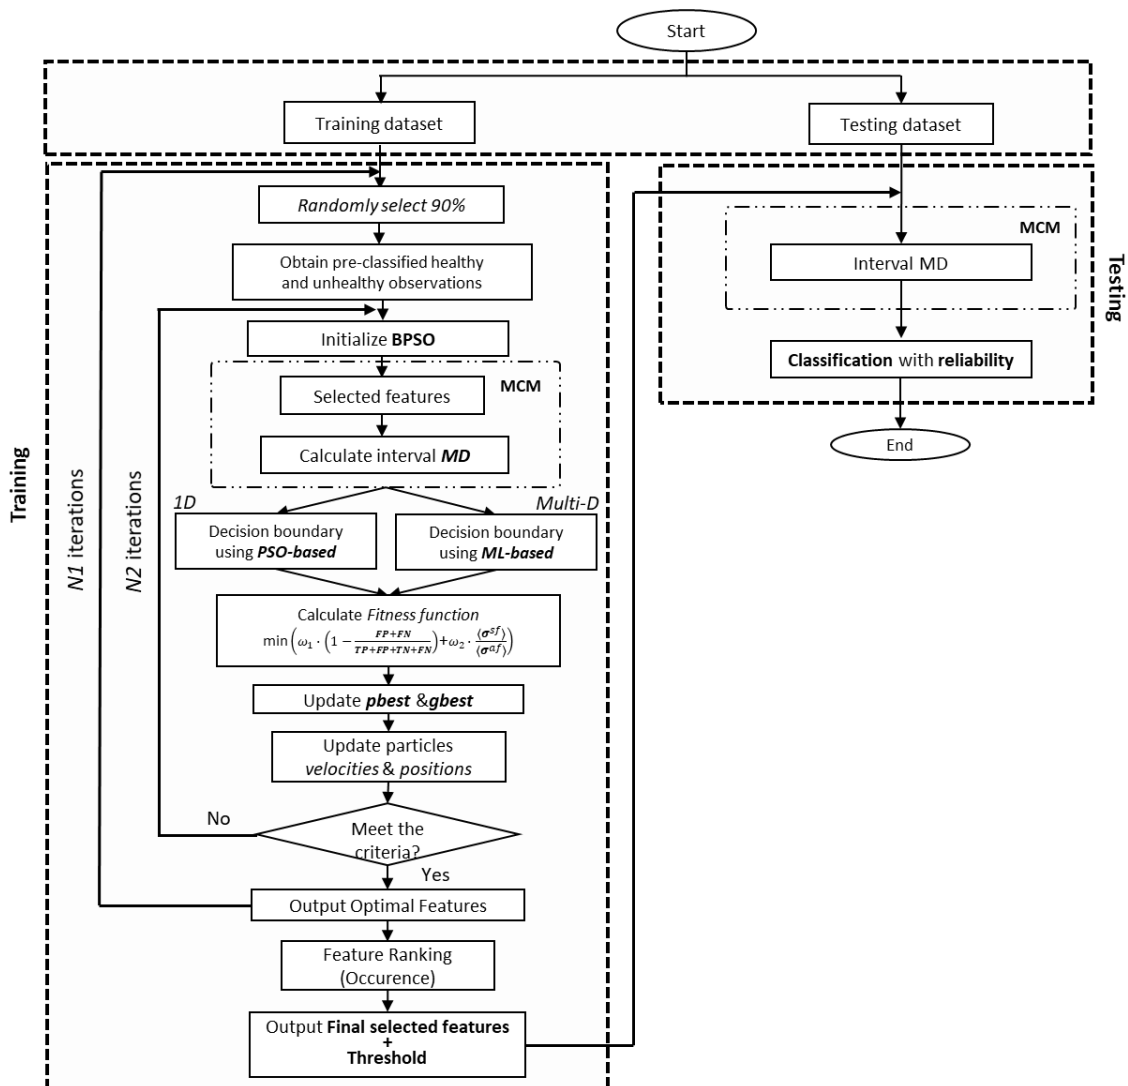 Start
Training dataset
Testing dataset
Randomly select 90%
Obtain pre-classified healthy
and unhealthy observations
Initialize BPSO
MCM
Selected features
Calculate interval MD
1D
Multi-D
Decision boundary
using PSO-based
Decision boundary
using ML-based
Calculate Fitness function
min(ω₁ · (1 − FP+FN / TP+FP+TN+FN) + ω₂ · ⟨σ^sf⟩ / ⟨σ^af⟩)
Update pbest &gbest
Update particles
velocities & positions
Meet the
criteria?
No
Yes
Output Optimal Features
Feature Ranking
(Occurence)
Output Final selected features
+
Threshold
N1 iterations
N2 iterations
Training
MCM
Interval MD
Classification with reliability
End
Testing